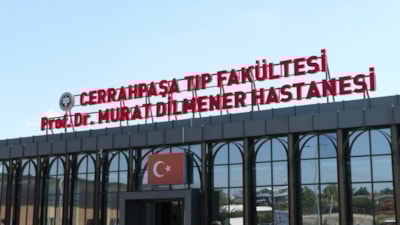 CERRAHPAŞA TIP FAKÜLTESİ
Prof. Dr. MURAT DİLMENER HASTANESİ